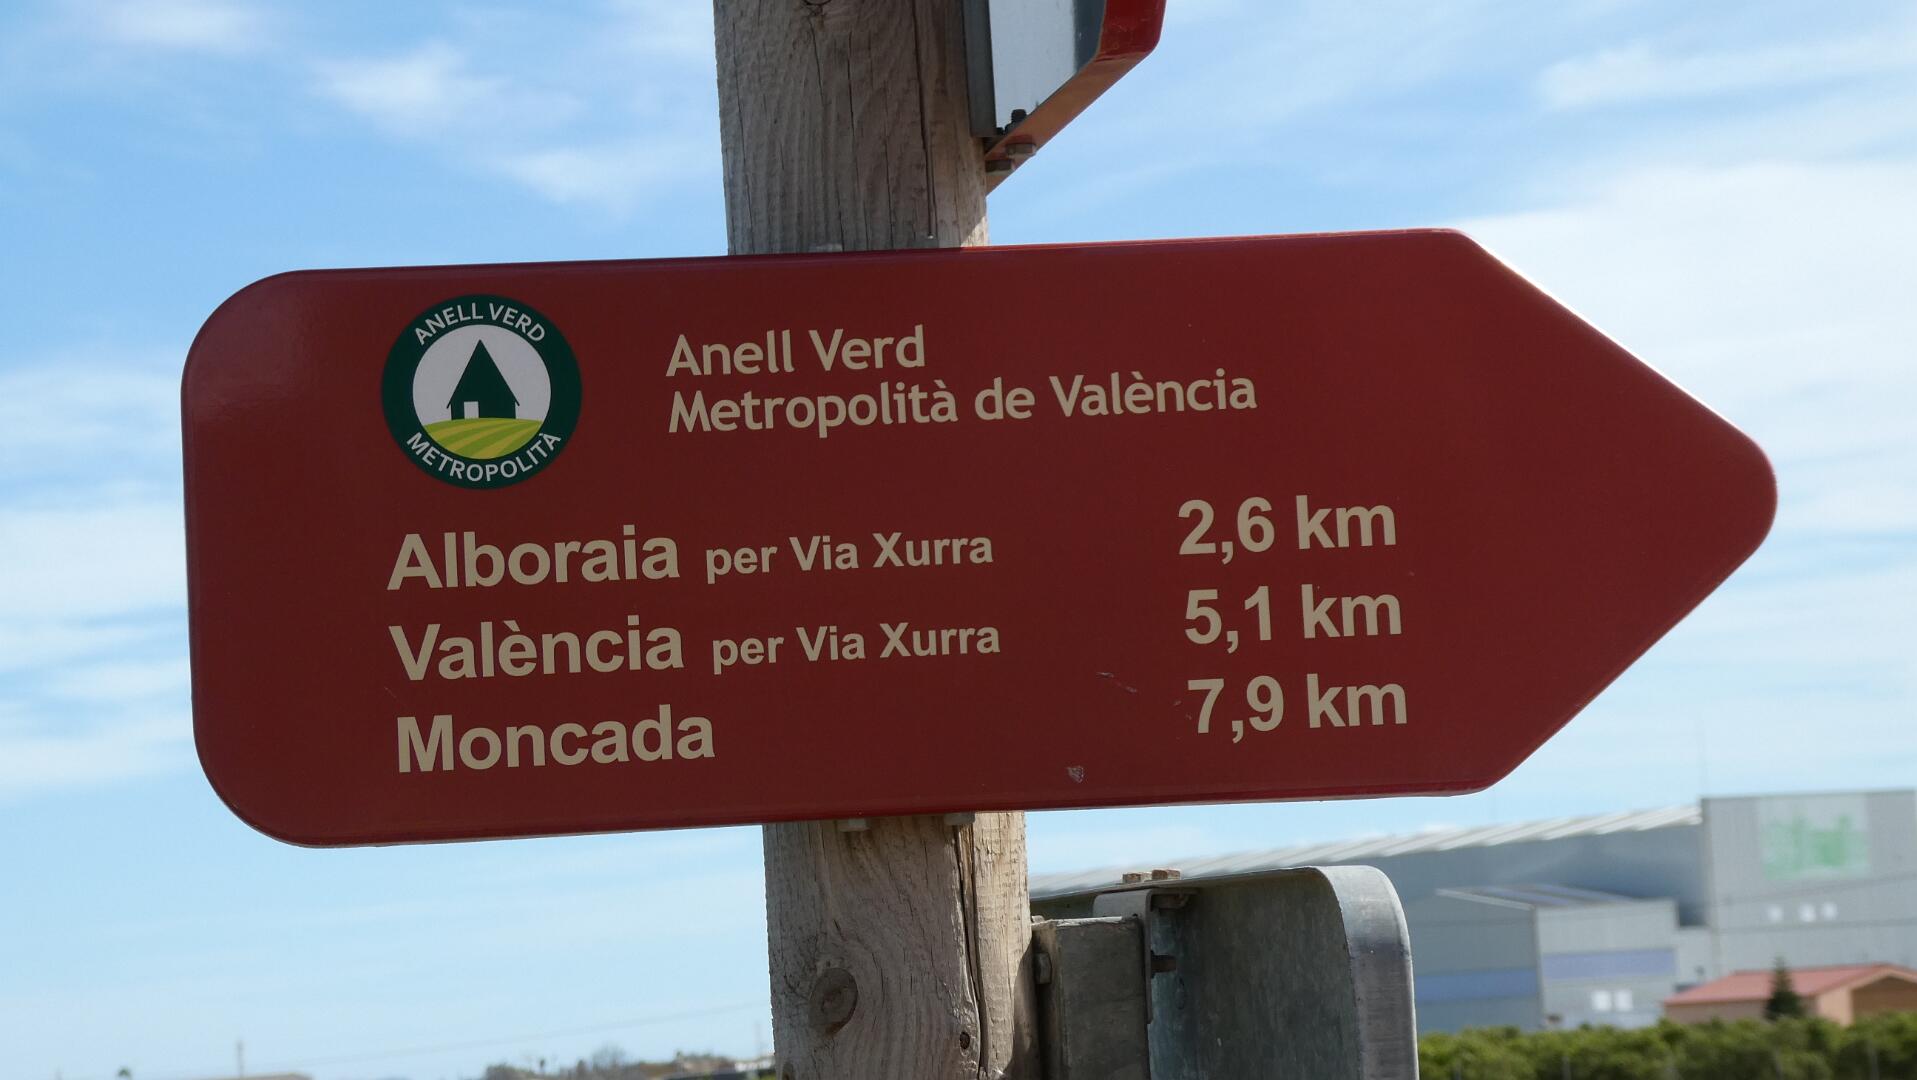 ANELL VERD
METROPOLITÀ
Anell Verd
Metropolità de València
Alboraia per Via Xurra 2,6 km
València per Via Xurra 5,1 km
Moncada 7,9 km